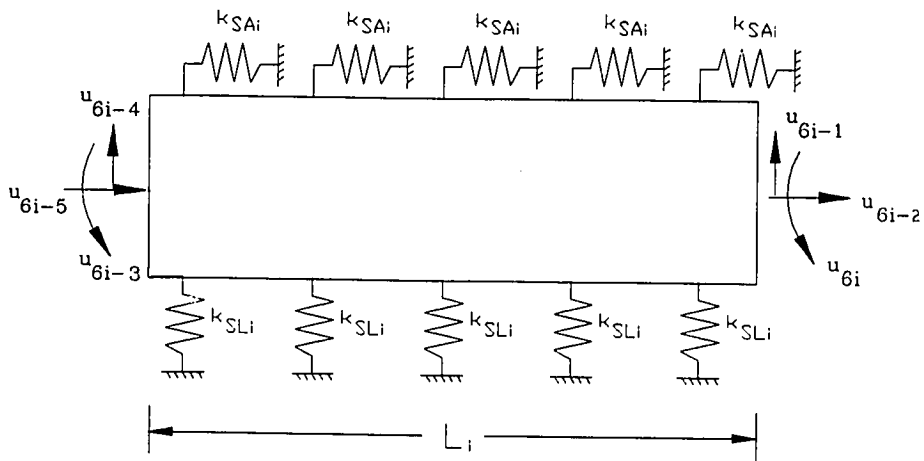 k_SAi k_SAi k_SAi k_SAi k_SAi
u_6i-4
u_6i-1
u_6i-5
u_6i-2
u_6i-3
u_6i
k_SLi k_SLi k_SLi k_SLi k_SLi
L_i